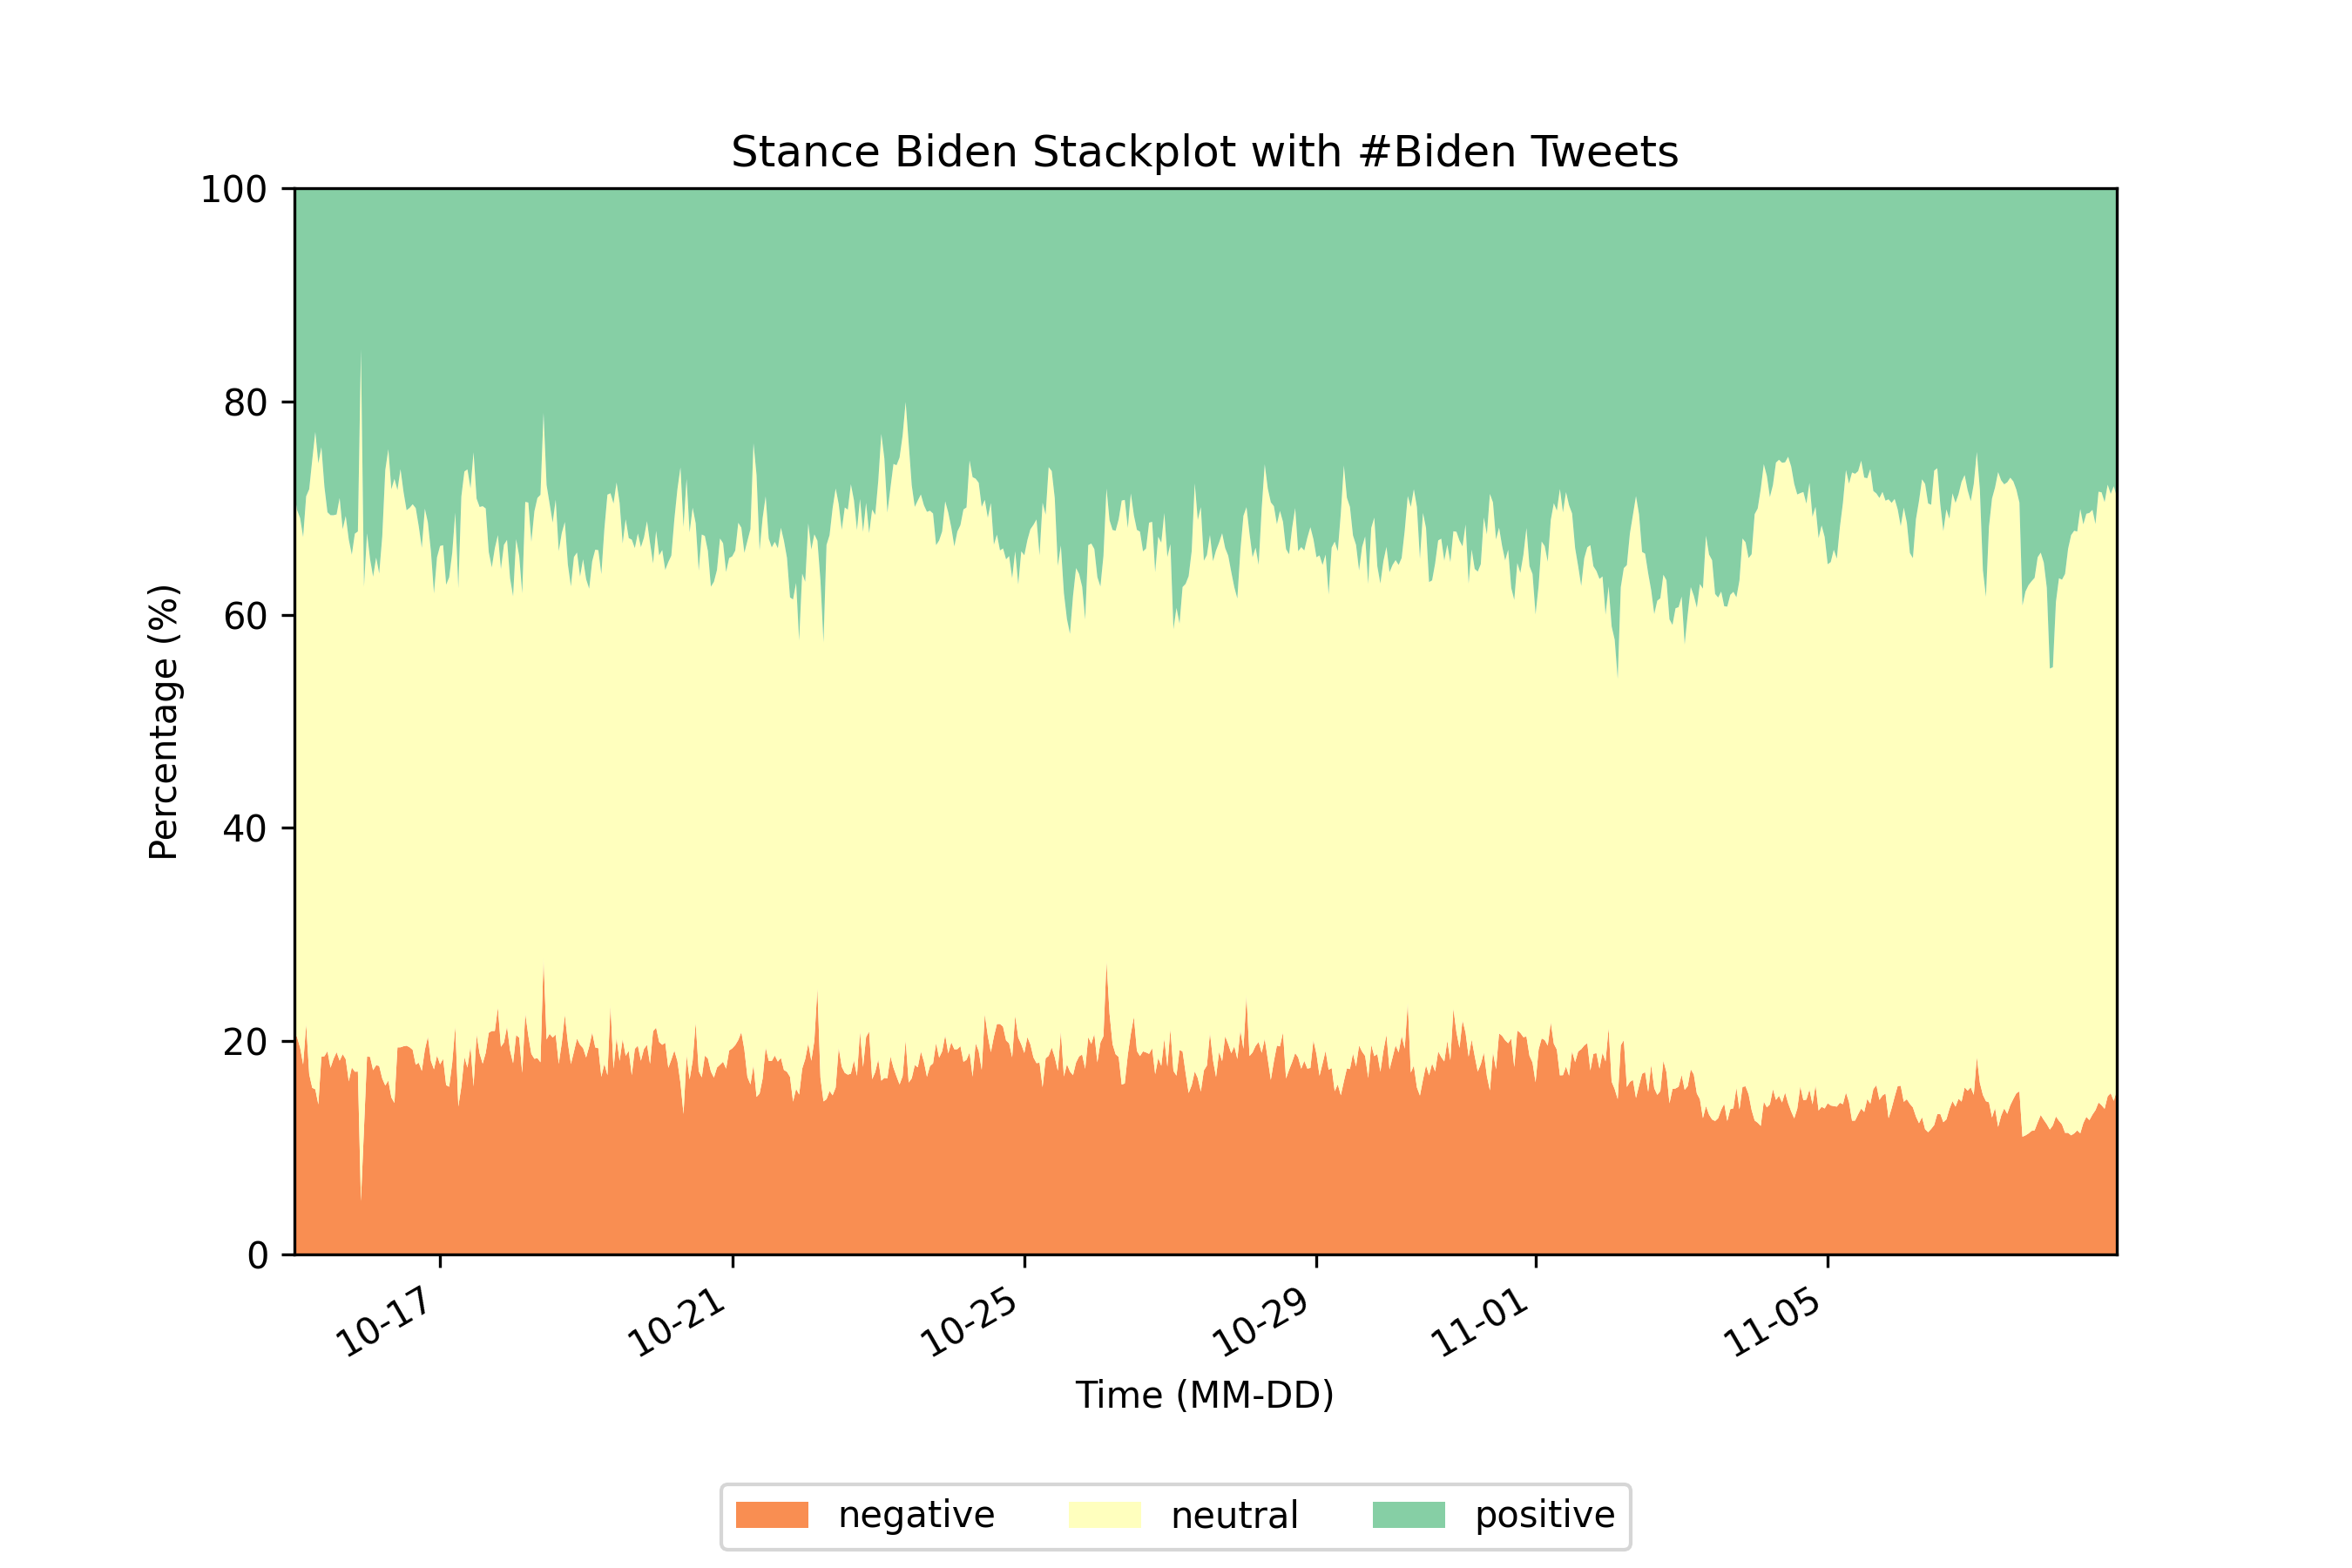 Stance Biden Stackplot with #Biden Tweets
100
80
60
40
20
0
Percentage (%)
10-17
10-21
10-25
10-29
11-01
11-05
Time (MM-DD)
negative
neutral
positive